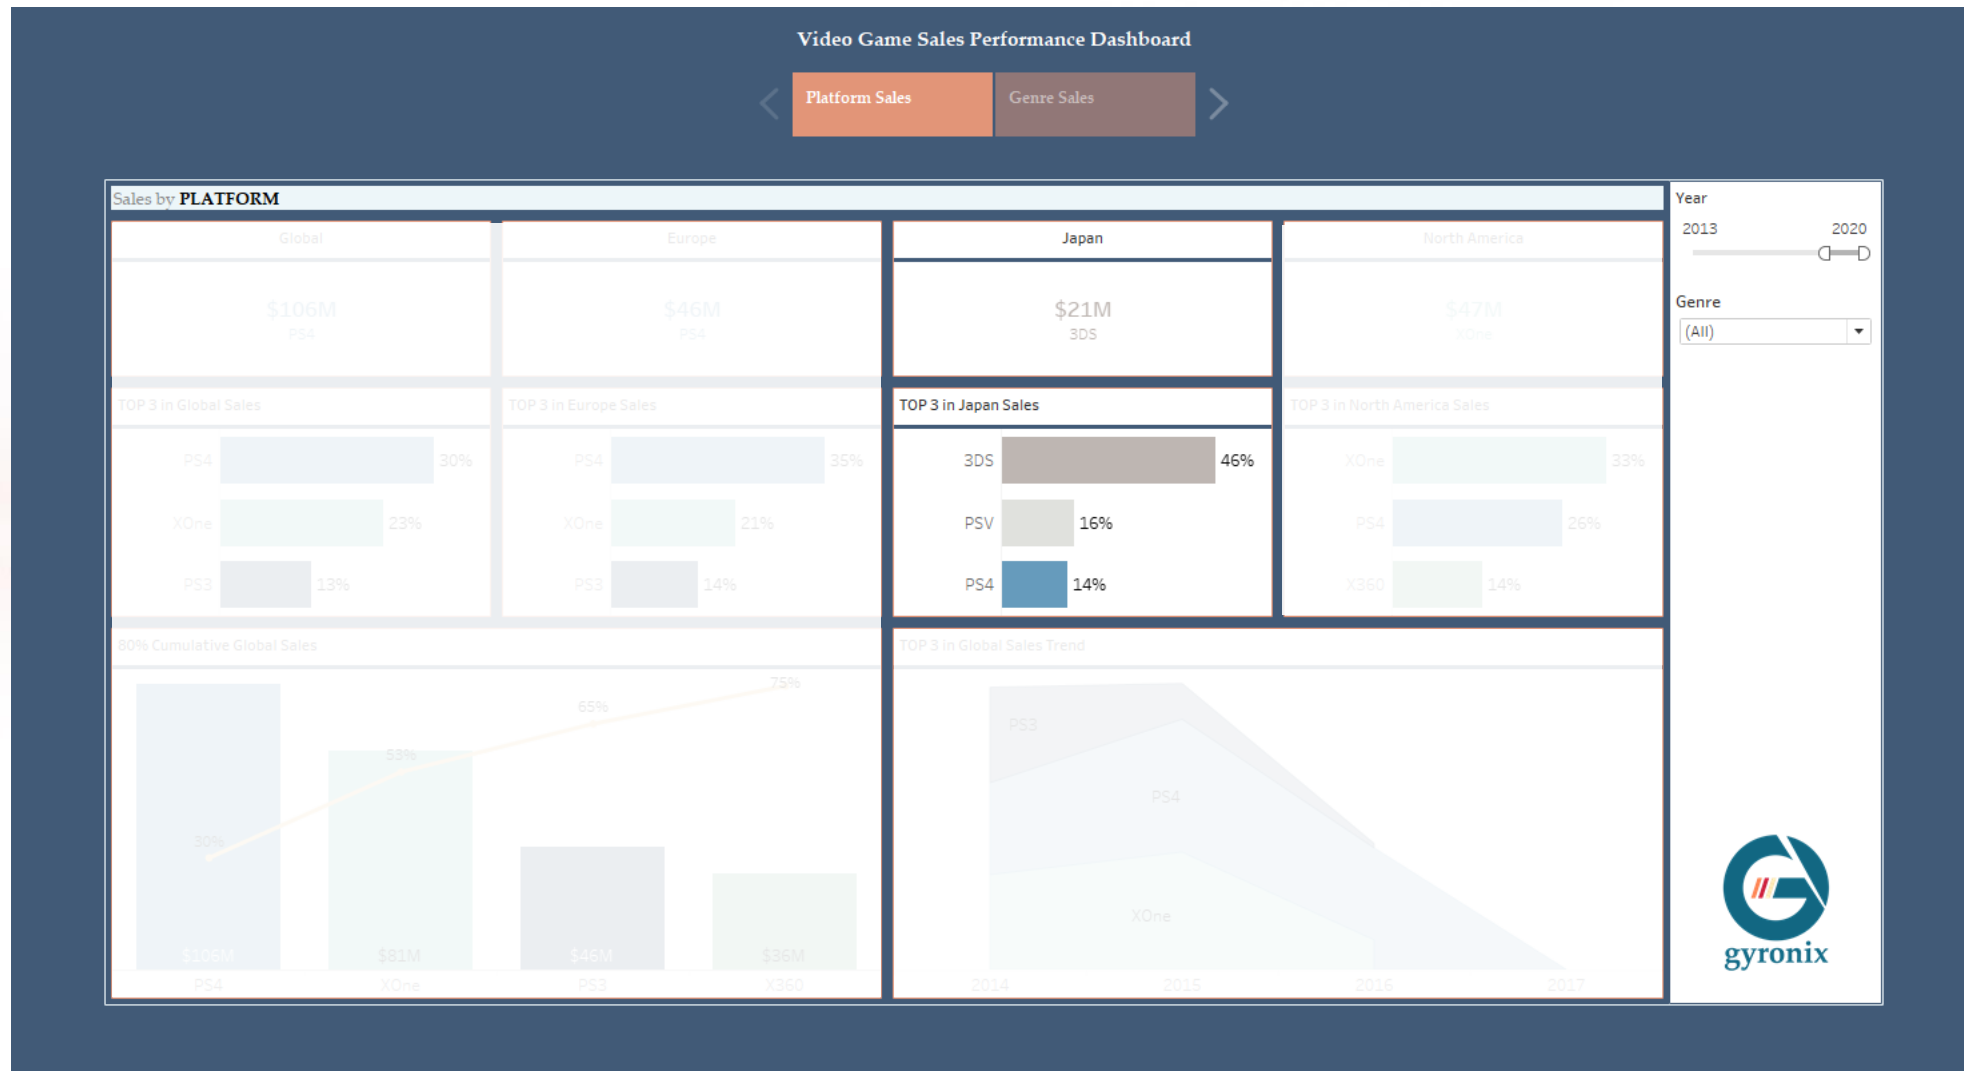 Video Game Sales Performance Dashboard
Platform Sales
Genre Sales
Sales by PLATFORM
Global
Europe
Japan
North America
$106M
PS4
$46M
PS4
$21M
3DS
$47M
XOne
TOP 3 in Global Sales
PS4 30%
XOne 23%
PS3 13%
TOP 3 in Europe Sales
PS4 35%
XOne 21%
PS3 14%
TOP 3 in Japan Sales
3DS 46%
PSV 16%
PS4 14%
TOP 3 in North America Sales
XOne 33%
PS4 26%
X360 14%
80% Cumulative Global Sales
30%
53%
65%
75%
$106M
$81M
$46M
$36M
PS4
XOne
PS3
X360
TOP 3 in Global Sales Trend
PS3
PS4
XOne
2014
2015
2016
2017
Year
2013 2020
Genre
(All)
gyronix